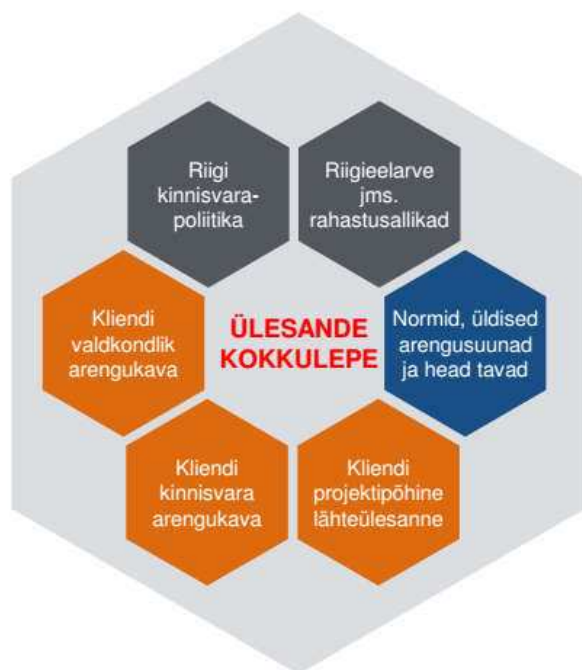 Riigi
kinnisvara-
poliitika
Riigieelarve
jms.
rahastusallikad
Kliendi
valdkondlik
arengukava
ÜLESANDE
KOKKULEPE
Normid, üldised
arengusuunad
ja head tavad
Kliendi
kinnisvara
arengukava
Kliendi
projektipõhine
lähteülesanne